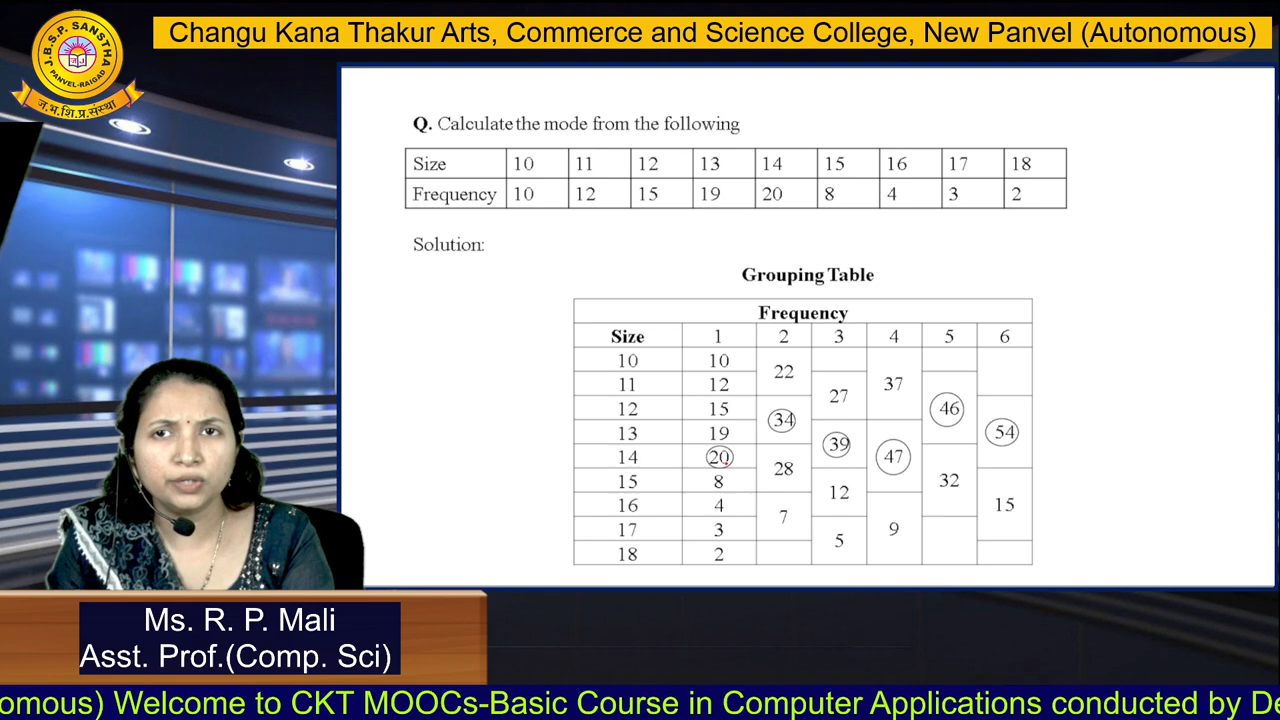 Changu Kana Thakur Arts, Commerce and Science College, New Panvel (Autonomous)
J.B.S.P. SANSTHA
PANVEL-RAIGAD
ज.भ.शि.प्र.संस्था
Q. Calculate the mode from the following
Size 10 11 12 13 14 15 16 17 18
Frequency 10 12 15 19 20 8 4 3 2
Solution:
Grouping Table
Frequency
Size 1 2 3 4 5 6
10 10
22
11 12 37
27
12 15 46
34
13 19 54
39
14 20 47
28
15 8 32
12
16 4 15
7
17 3 9
5
18 2
Ms. R. P. Mali
Asst. Prof.(Comp. Sci)
omous) Welcome to CKT MOOCs-Basic Course in Computer Applications conducted by De